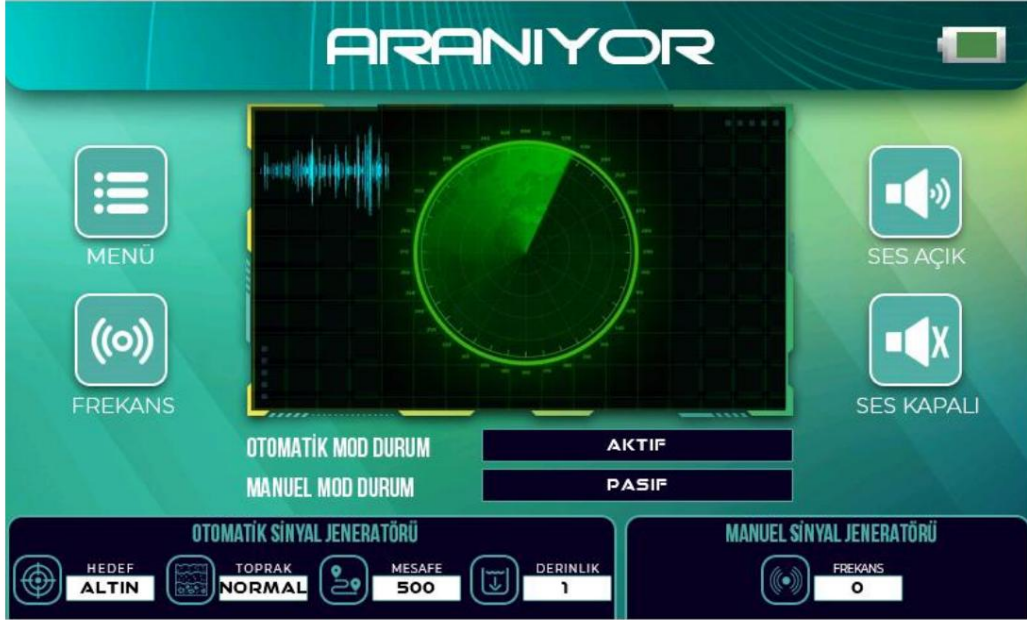 ARANIYOR
MENÜ
SES AÇIK
FREKANS
SES KAPALI
OTOMATİK MOD DURUM
AKTIF
MANUEL MOD DURUM
PASIF
OTOMATİK SİNYAL JENERATÖRÜ
HEDEF
ALTIN
TOPRAK
NORMAL
MESAFE
500
DERINLIK
1
MANUEL SİNYAL JENERATÖRÜ
FREKANS
0